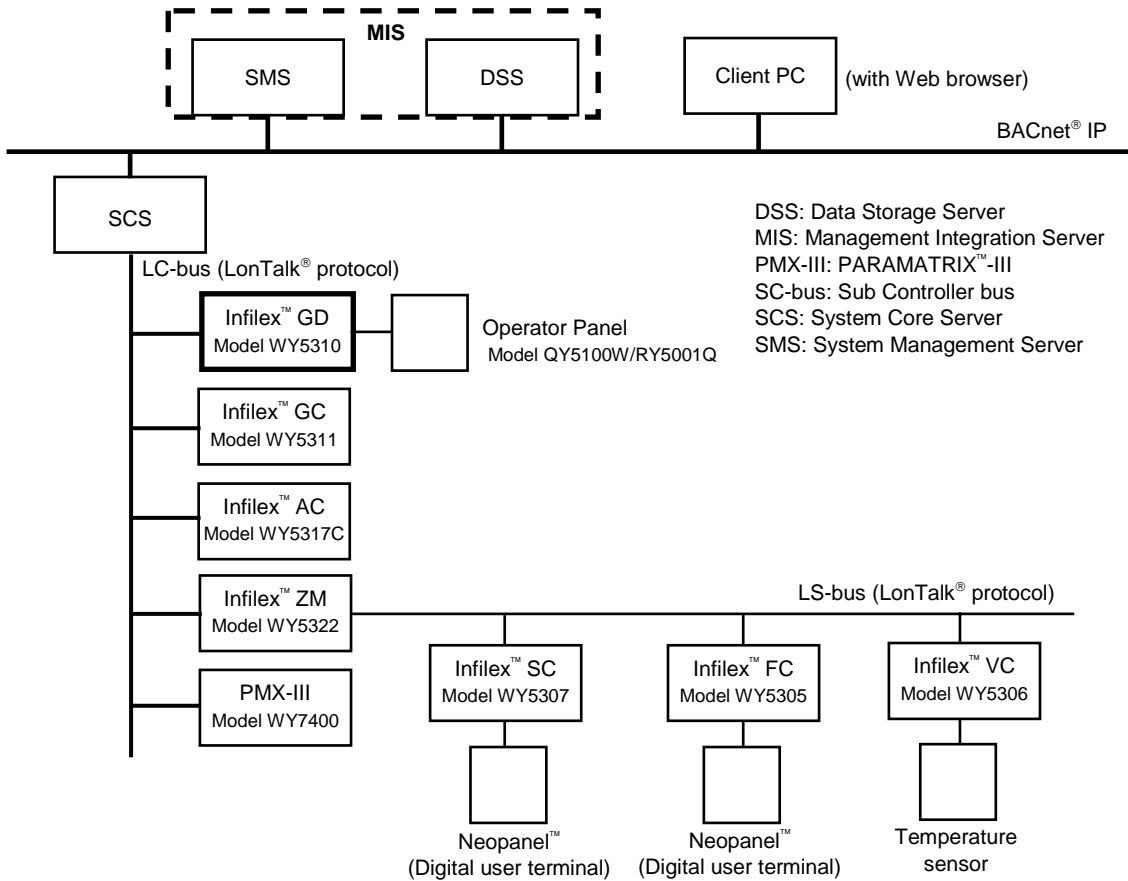 MIS
SMS
DSS
Client PC
(with Web browser)
BACnet® IP
SCS
DSS: Data Storage Server
MIS: Management Integration Server
PMX-III: PARAMATRIX™-III
SC-bus: Sub Controller bus
SCS: System Core Server
SMS: System Management Server
LC-bus (LonTalk® protocol)
Infilex™ GD
Model WY5310
Operator Panel
Model QY5100W/RY5001Q
Infilex™ GC
Model WY5311
Infilex™ AC
Model WY5317C
Infilex™ ZM
Model WY5322
LS-bus (LonTalk® protocol)
Infilex™ SC
Model WY5307
Infilex™ FC
Model WY5305
Infilex™ VC
Model WY5306
PMX-III
Model WY7400
Neopanel™
(Digital user terminal)
Neopanel™
(Digital user terminal)
Temperature
sensor